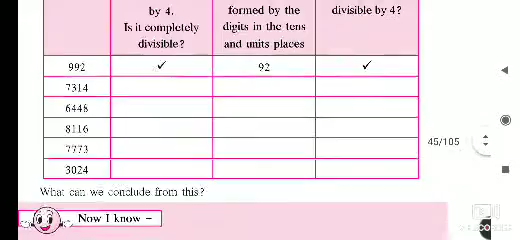 by 4.
Is it completely
divisible?
formed by the
digits in the tens
and units places
divisible by 4?
992 ✓ 92 ✓
7314
6448
8116
7773
3024
45/105
What can we conclude from this?
Now I know –